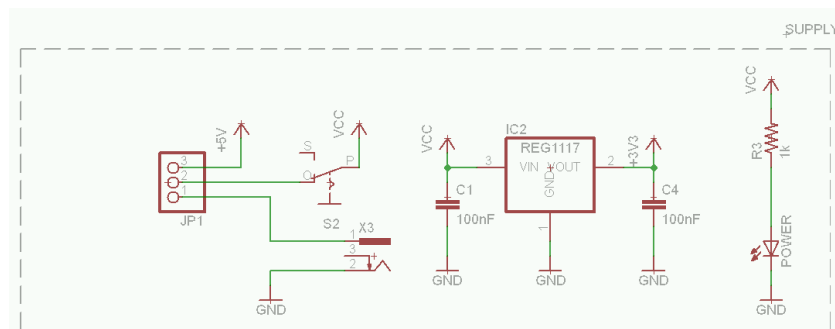 SUPPLY
VCC
+5V
VCC
VCC
IC2
REG1117
3
VIN
VOUT
2
GND
1
+3V3
R3
1k
S
P
O
3
2
1
JP1
S2
C1
100nF
C4
100nF
X3
1
3
2
POWER
GND
GND
GND
GND
GND